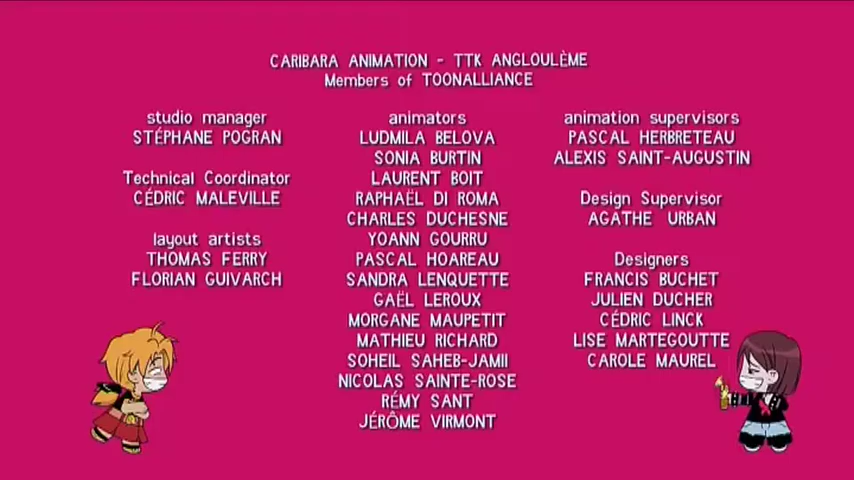 CARIBARA ANIMATION - TTK ANGLOULÈME
Members of TOONALLIANCE
studio manager
STÉPHANE POGRAN
Technical Coordinator
CÉDRIC MALEVILLE
layout artists
THOMAS FERRY
FLORIAN GUIVARCH
animators
LUDMILA BELOVA
SONIA BURTIN
LAURENT BOIT
RAPHAËL DI ROMA
CHARLES DUCHESNE
YOANN GOURRU
PASCAL HOAREAU
SANDRA LENQUETTE
GAËL LEROUX
MORGANE MAUPETIT
MATHIEU RICHARD
SOHEIL SAHEB-JAMII
NICOLAS SAINTE-ROSE
RÉMY SANT
JÉRÔME VIRMONT
animation supervisors
PASCAL HERBRETEAU
ALEXIS SAINT-AUGUSTIN
Design Supervisor
AGATHE URBAN
Designers
FRANCIS BUCHET
JULIEN DUCHER
CÉDRIC LINCK
LISE MARTEGOUTTE
CAROLE MAUREL